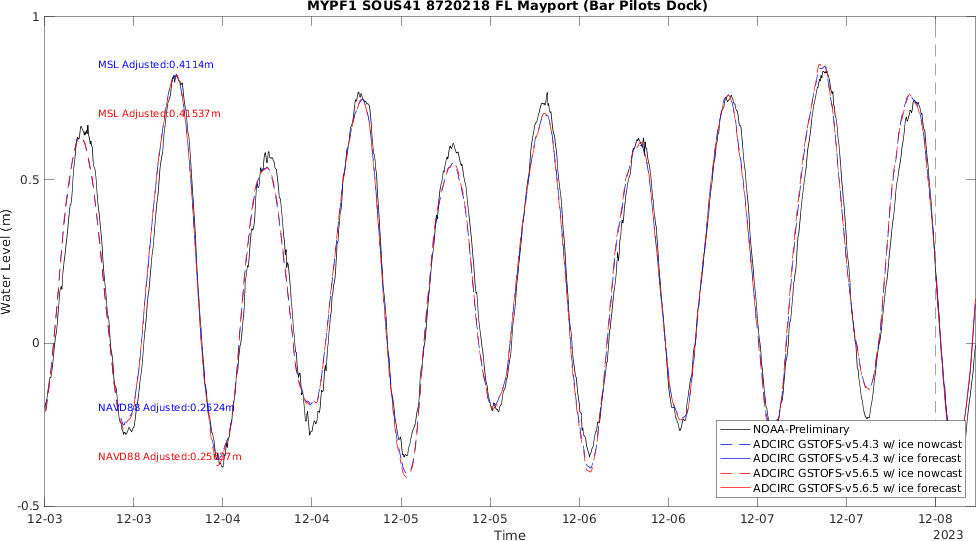 MYPF1 SOUS41 8720218 FL Mayport (Bar Pilots Dock)
1
0.5
0
-0.5
Water Level (m)
MSL Adjusted:0.4114m
MSL Adjusted:0.41537m
NAVD88 Adjusted:0.2524m
NAVD88 Adjusted:
NOAA-Preliminary
ADCIRC GSTOFS-v5.4.3 w/ ice nowcast
ADCIRC GSTOFS-v5.4.3 w/ ice forecast
ADCIRC GSTOFS-v5.6.5 w/ ice nowcast
ADCIRC GSTOFS-v5.6.5 w/ ice forecast
12-03 12-03 12-04 12-04 12-05 12-05 12-06 12-06 12-07 12-07 12-08
Time
2023